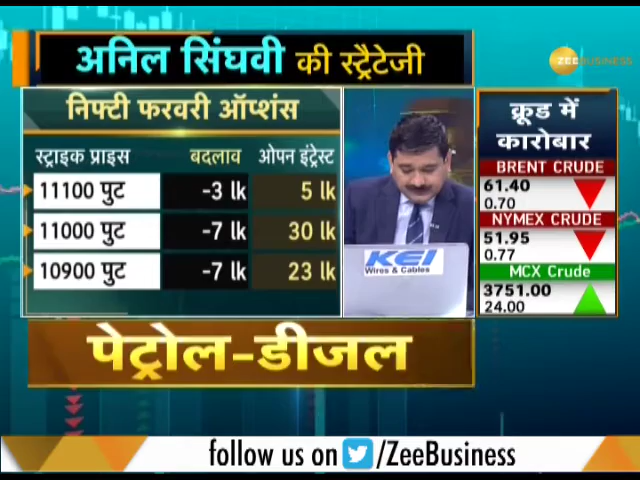 अनिल सिंघवी की स्ट्रैटेजी
ZEE BUSINESS
निफ्टी फरवरी ऑप्शंस
स्ट्राइक प्राइस बदलाव ओपन इंट्रेस्ट
11100 पुट -3 lk 5 lk
11000 पुट -7 lk 30 lk
10900 पुट -7 lk 23 lk
KEI
Wires & Cables
क्रूड में
कारोबार
BRENT CRUDE
61.40
0.70
NYMEX CRUDE
51.95
0.77
MCX Crude
3751.00
24.00
पेट्रोल-डीजल
follow us on /ZeeBusiness